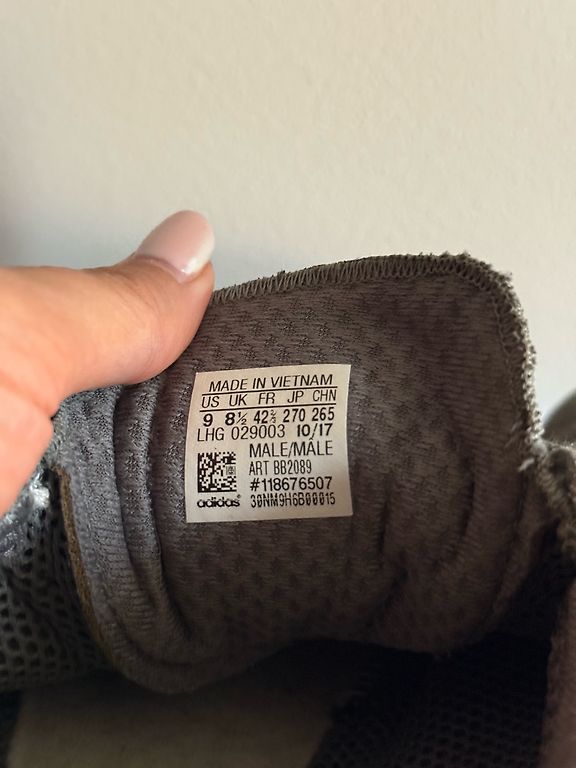 MADE IN VIETNAM
US UK FR JP CHN
9 8½ 42⅔ 270 265
LHG 029003 10/17
MALE/MALE
ART BB2089
#118676507
adidas 30NM9H6B00015